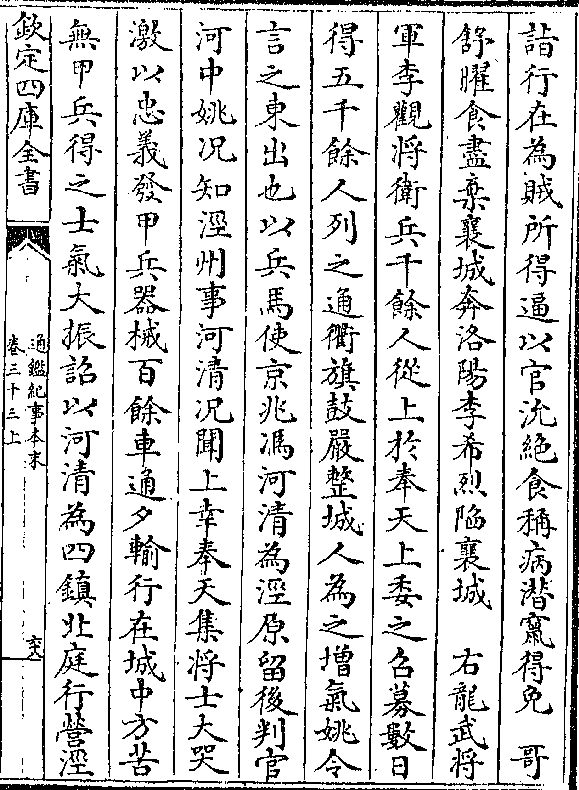 詣行在為賊所得逼以官沇絶食稱病潜竄得免　哥
舒曜食盡棄襄城奔洛陽李希烈陷襄城　右龍武將
軍李觀將衛兵千餘人從上於奉天上委之召募數日
得五千餘人列之通衢旗鼓嚴整城人為之増氣姚令
言之東出也以兵馬使京兆馮河清為涇原留後判官
河中姚况知涇州事河清况聞上幸奉天集將士大哭
激以忠義發甲兵器械百餘車通夕輸行在城中方苦
無甲兵得之士氣大振詔以河清為四鎮北庭行營涇
欽定四庫全書
通鑑紀事本末
卷三十三上